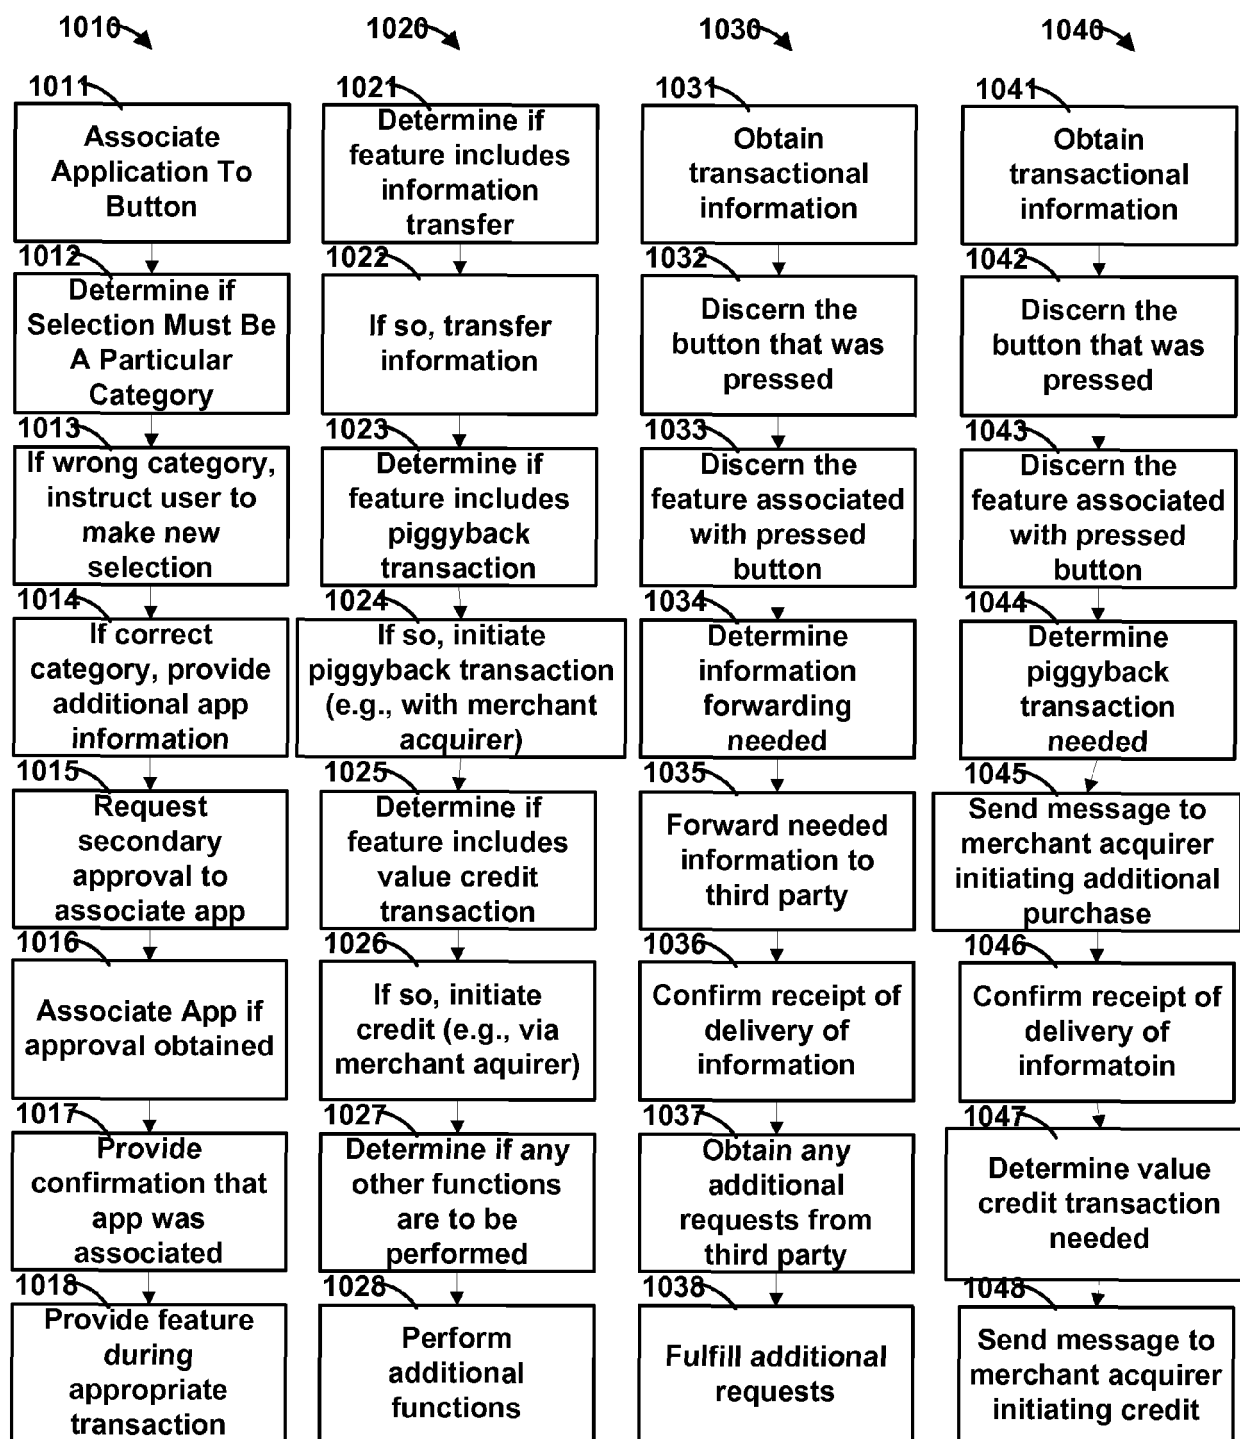 1010
1011
Associate
Application To
Button
1012
Determine if
Selection Must Be
A Particular
Category
1013
If wrong category,
instruct user to
make new
selection
1014
If correct
category, provide
additional app
information
1015
Request
secondary
approval to
associate app
1016
Associate App if
approval obtained
1017
Provide
confirmation that
app was
associated
1018
Provide feature
during
appropriate
transaction
1020
1021
Determine if
feature includes
information
transfer
1022
If so, transfer
information
1023
Determine if
feature includes
piggyback
transaction
1024
If so, initiate
piggyback transaction
(e.g., with merchant
acquirer)
1025
Determine if
feature includes
value credit
transaction
1026
If so, initiate
credit (e.g., via
merchant aquirer)
1027
Determine if any
other functions
are to be
performed
1028
Perform
additional
functions
1030
1031
Obtain
transactional
information
1032
Discern the
button that was
pressed
1033
Discern the
feature associated
with pressed
button
1034
Determine
information
forwarding
needed
1035
Forward needed
information to
third party
1036
Confirm receipt of
delivery of
information
1037
Obtain any
additional
requests from
third party
1038
Fulfill additional
requests
1040
1041
Obtain
transactional
information
1042
Discern the
button that was
pressed
1043
Discern the
feature associated
with pressed
button
1044
Determine
piggyback
transaction
needed
1045
Send message to
merchant acquirer
initiating additional
purchase
1046
Confirm receipt of
delivery of
informatoin
1047
Determine value
credit transaction
needed
1048
Send message to
merchant acquirer
initiating credit